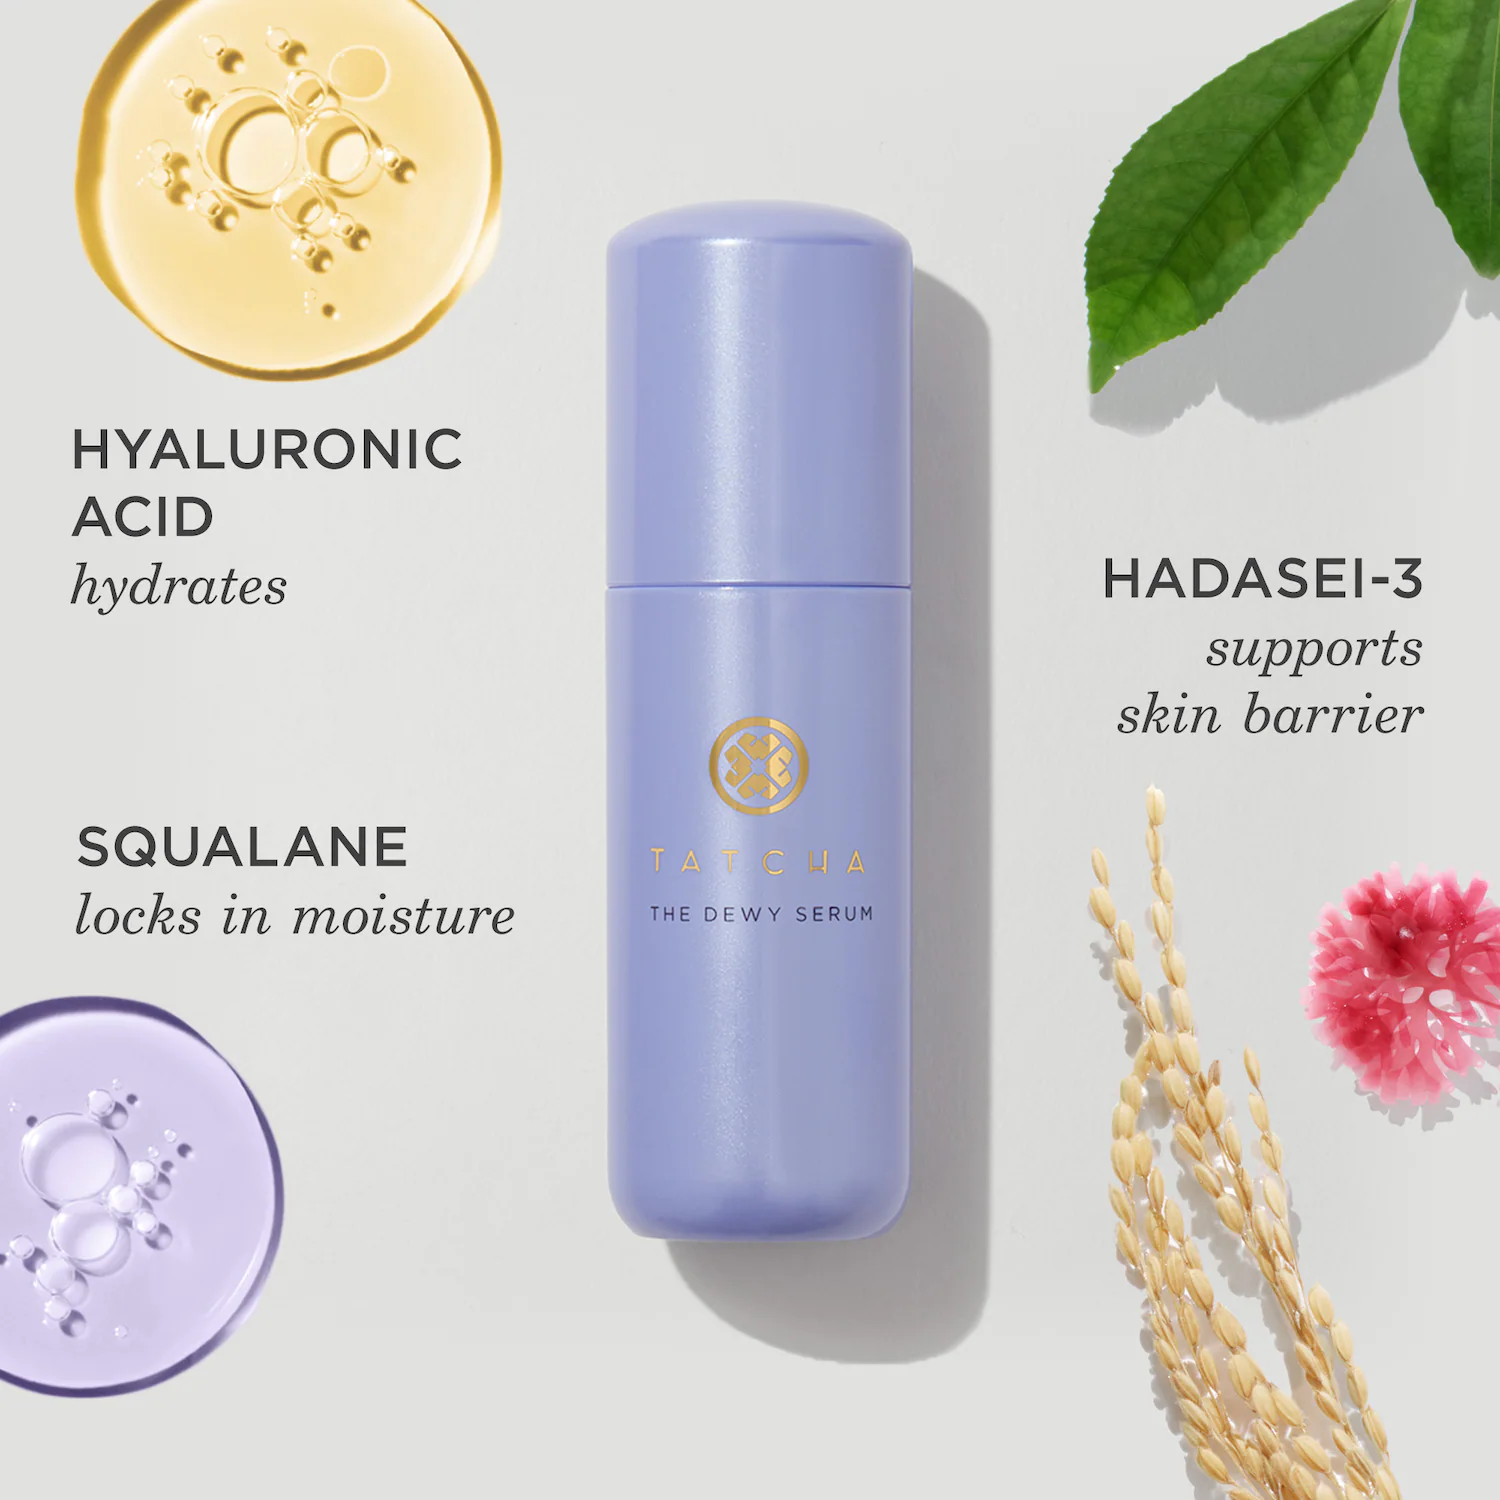 HYALURONIC
ACID
hydrates
SQUALANE
locks in moisture
TATCHA
THE DEWY SERUM
HADASEI-3
supports
skin barrier